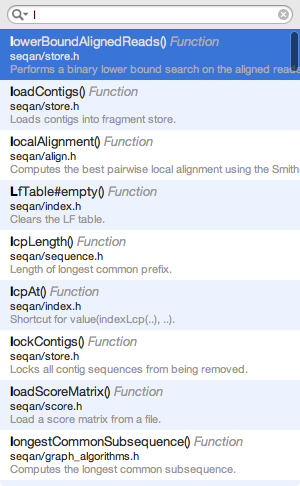 l
lowerBoundAlignedReads() Function
seqan/store.h
Performs a binary lower bound search on the aligned reads
loadContigs() Function
seqan/store.h
Loads contigs into fragment store.
localAlignment() Function
seqan/align.h
Computes the best pairwise local alignment using the Smith
LfTable#empty() Function
seqan/index.h
Clears the LF table.
lcpLength() Function
seqan/sequence.h
Length of longest common prefix.
lcpAt() Function
seqan/index.h
Shortcut for value(indexLcp(..), ..).
lockContigs() Function
seqan/store.h
Locks all contig sequences from being removed.
loadScoreMatrix() Function
seqan/score.h
Load a score matrix from a file.
longestCommonSubsequence() Function
seqan/graph_algorithms.h
Computes the longest common subsequence.